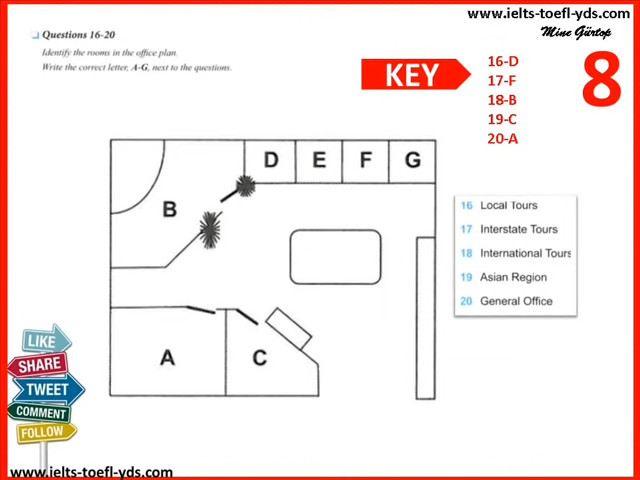 www.ielts-toefl-yds.com
Mine Gürtop
❑ Questions 16-20
Identify the rooms in the office plan.
Write the correct letter, A-G, next to the questions.
KEY
16-D
17-F
18-B
19-C
20-A
8
D E F G
B
A
C
16 Local Tours
17 Interstate Tours
18 International Tours
19 Asian Region
20 General Office
LIKE
SHARE
TWEET
COMMENT
FOLLOW
www.ielts-toefl-yds.com